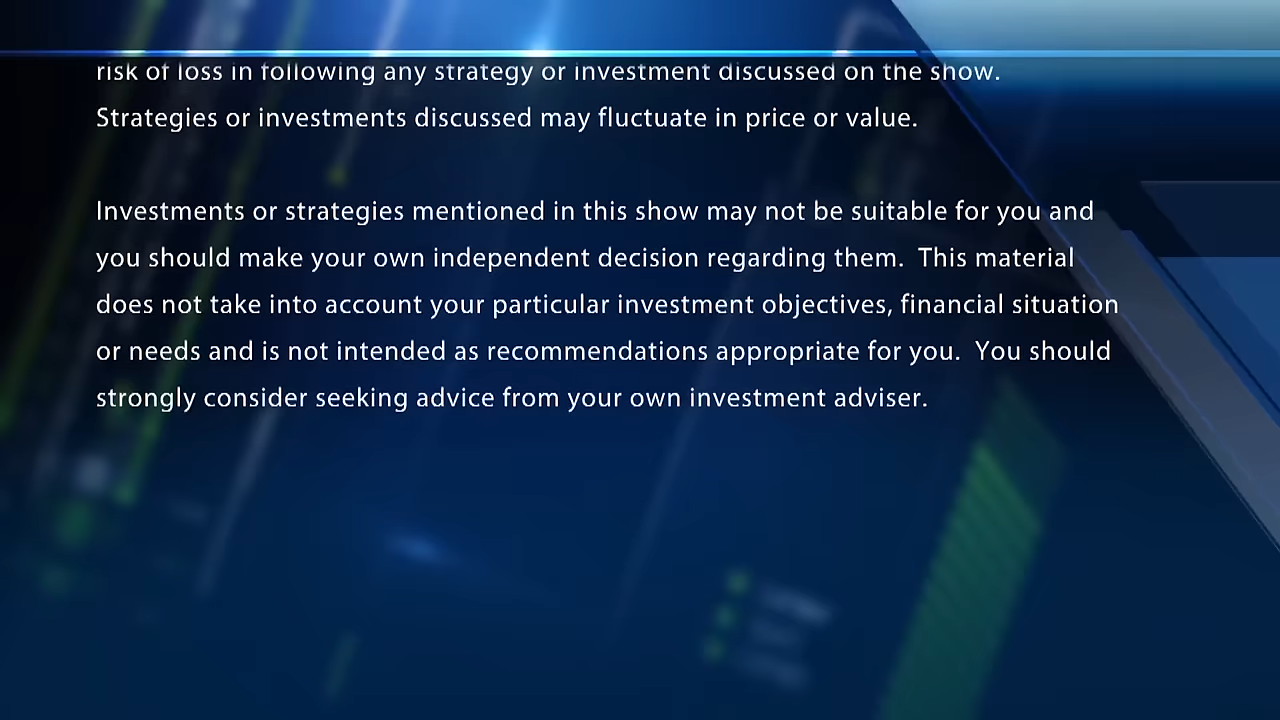 risk of loss in following any strategy or investment discussed on the show.
Strategies or investments discussed may fluctuate in price or value.
Investments or strategies mentioned in this show may not be suitable for you and
you should make your own independent decision regarding them.  This material
does not take into account your particular investment objectives, financial situation
or needs and is not intended as recommendations appropriate for you.  You should
strongly consider seeking advice from your own investment adviser.